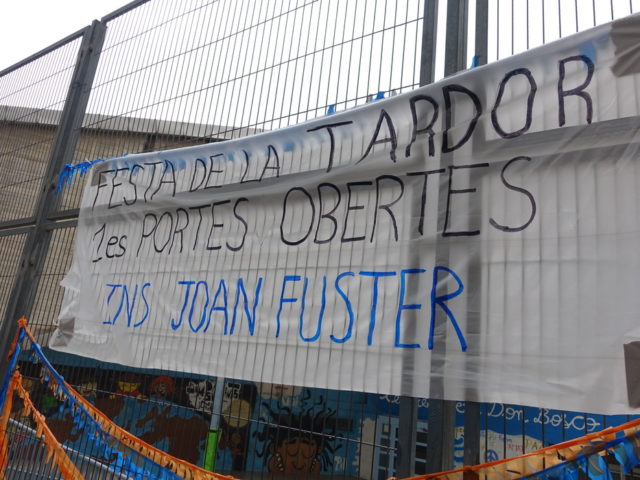 FESTA DE LA TARDOR
1es PORTES OBERTES
INS JOAN FUSTER
Don Bosco